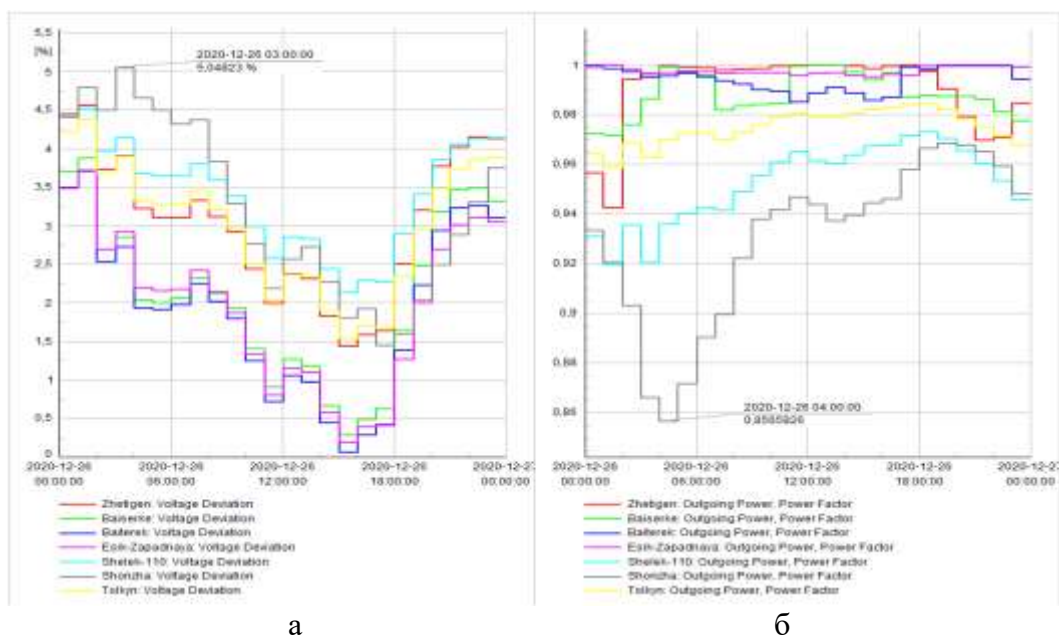 5,5
[%]
5
4,5
4
3,5
3
2,5
2
1,5
1
0,5
0
2020-12-26 03:00:00
5,04823 %
2020-12-26 00:00:00
2020-12-26 06:00:00
2020-12-26 12:00:00
2020-12-26 18:00:00
2020-12-27 00:00:00
Zhetigen: Voltage Deviation
Baiserke: Voltage Deviation
Baiterek: Voltage Deviation
Esik-Zapadnaya: Voltage Deviation
Shelek-110: Voltage Deviation
Shonzha: Voltage Deviation
Tolkyn: Voltage Deviation
а
1
0,98
0,96
0,94
0,92
0,9
0,88
0,86
2020-12-26 04:00:00
2020-12-26 00:00:00
2020-12-26 06:00:00
2020-12-26 12:00:00
2020-12-26 18:00:00
2020-12-27 00:00:00
Zhetigen: Outgoing Power, Power Factor
Baiserke: Outgoing Power, Power Factor
Baiterek: Outgoing Power, Power Factor
Esik-Zapadnaya: Outgoing Power, Power Factor
Shelek-110: Outgoing Power, Power Factor
Shonzha: Outgoing Power, Power Factor
Tolkyn: Outgoing Power, Power Factor
б